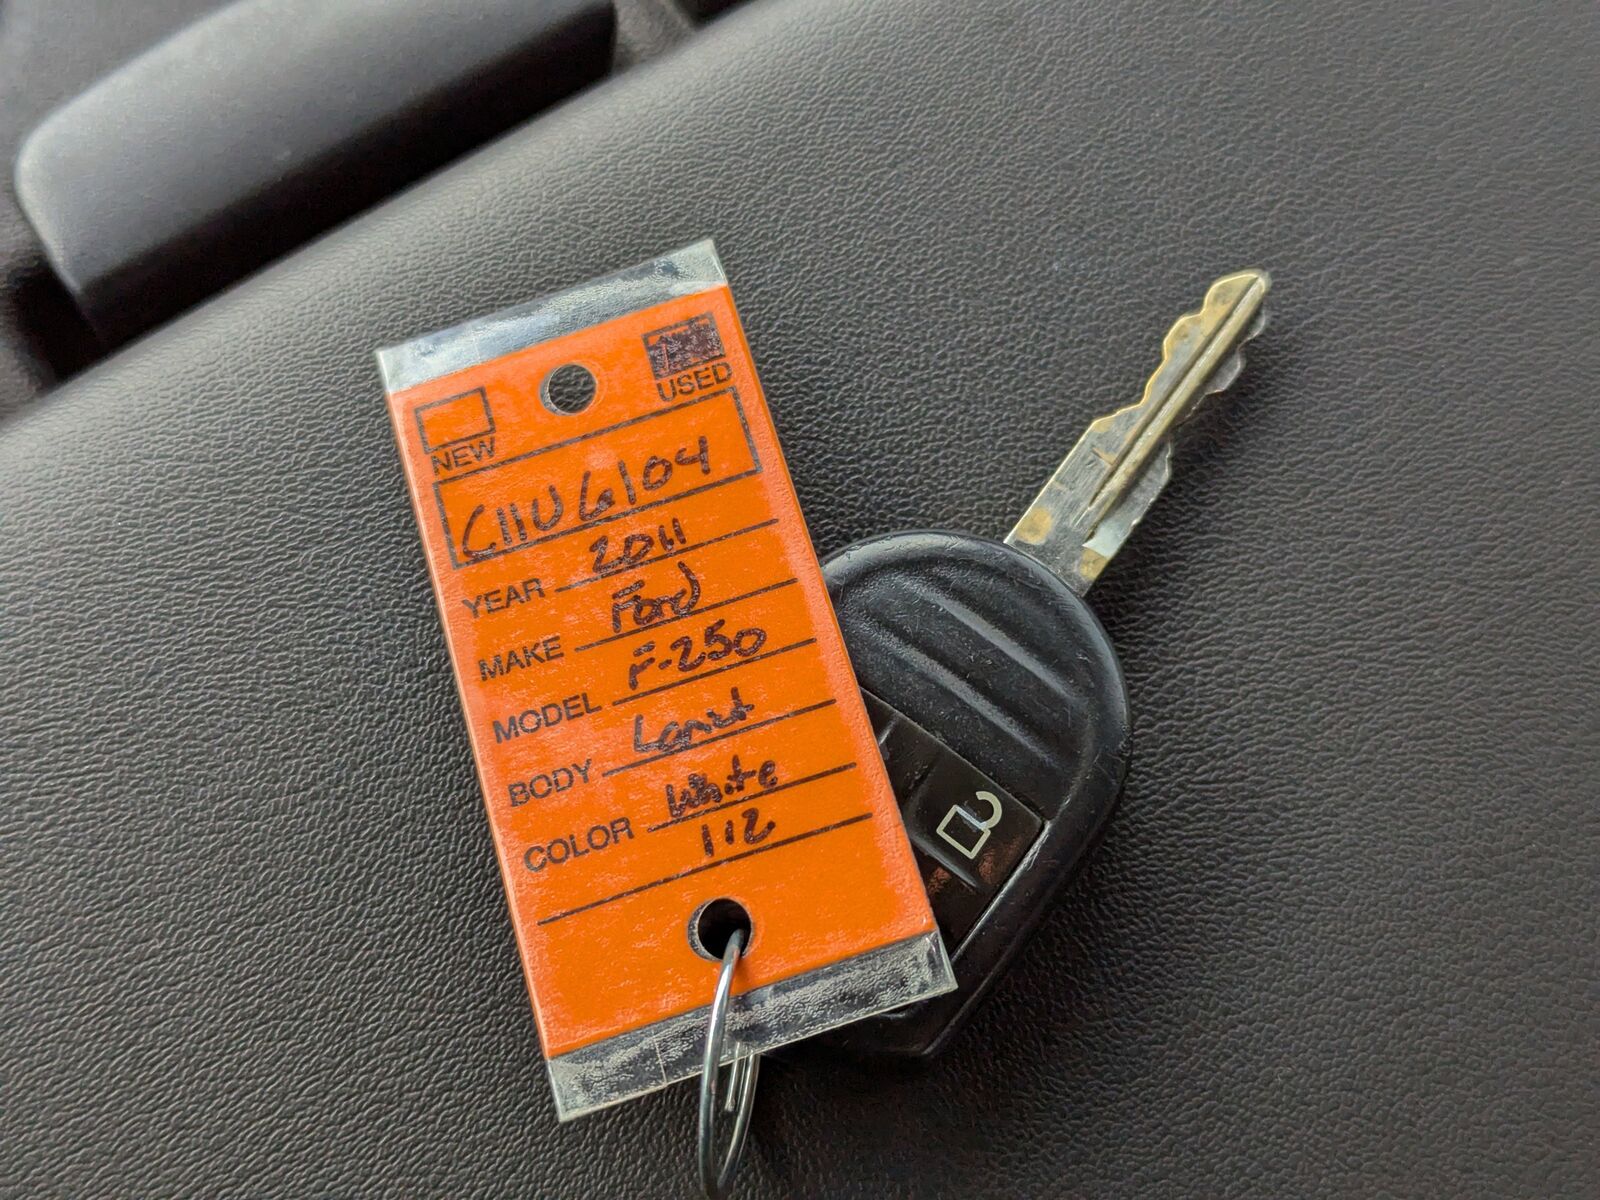 NEW USED
C11U6104
YEAR 2011
MAKE Ford
MODEL F-250
BODY Lariat
COLOR White
112